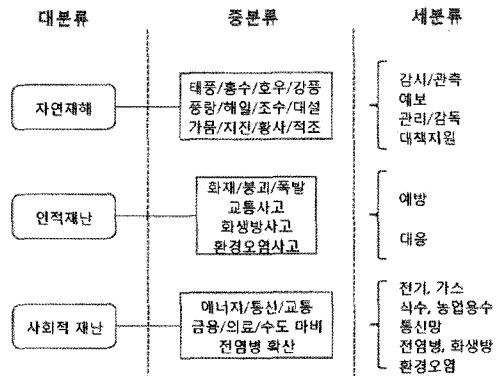 대분류
중분류
세분류
자연재해
태풍/홍수/호우/강풍
풍랑/해일/조수/대설
가뭄/지진/황사/적조
감시/관측
예보
관리/감독
대책지원
인적재난
화재/붕괴/폭발
교통사고
화생방사고
환경오염사고
예방
대응
사회적 재난
에너지/통신/교통
금융/의료/수도 마비
전염병 확산
전기, 가스
식수, 농업용수
통신망
전염병, 화생방
환경오염